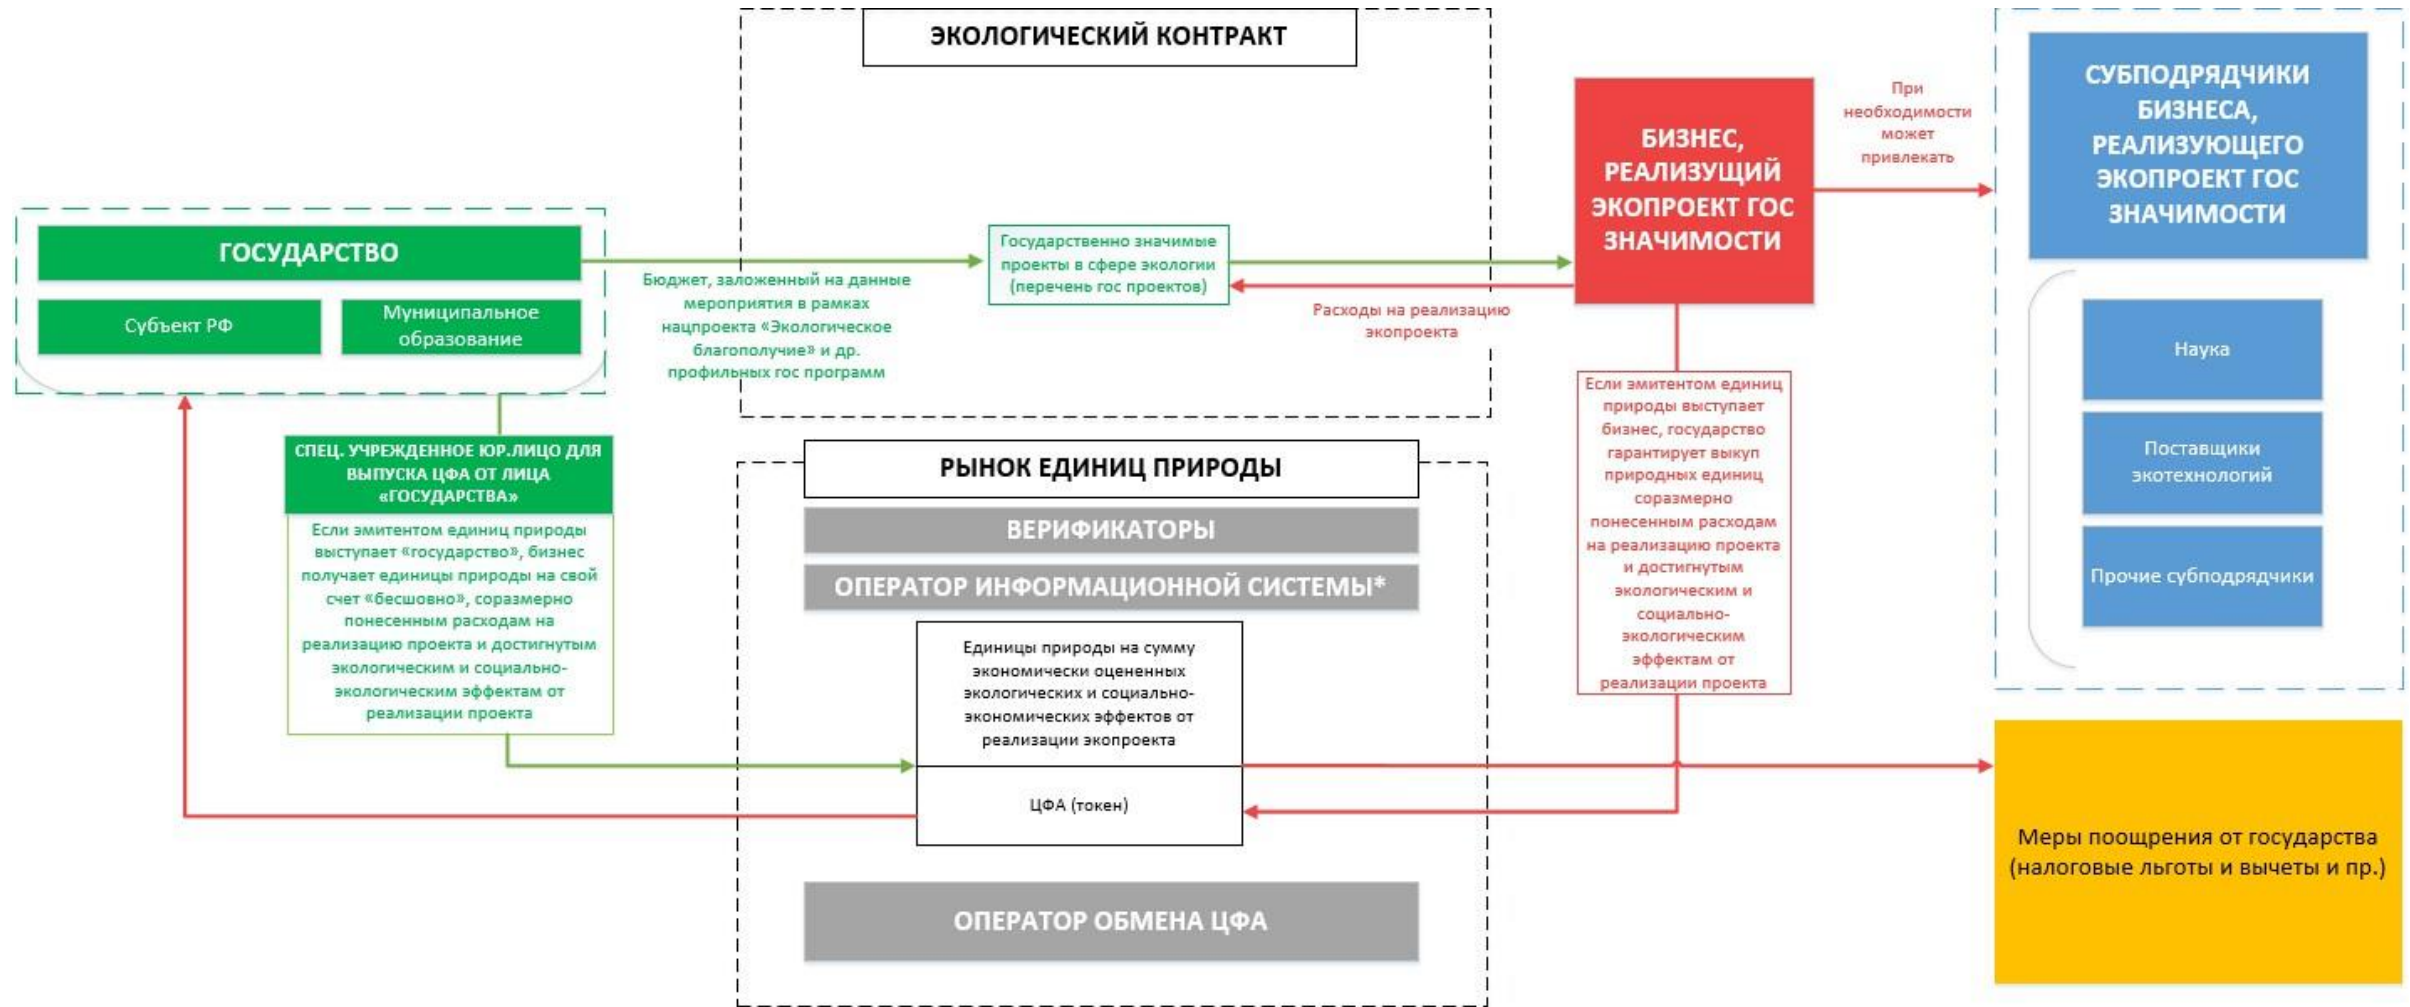 ЭКОЛОГИЧЕСКИЙ КОНТРАКТ
ГОСУДАРСТВО
Субъект РФ
Муниципальное
образование
Бюджет, заложенный на данные
мероприятия в рамках
нацпроекта «Экологическое
благополучие» и др.
профильных гос программ
Государственно значимые
проекты в сфере экологии
(перечень гос проектов)
Расходы на реализацию
экопроекта
БИЗНЕС,
РЕАЛИЗУЩИЙ
ЭКОПРОЕКТ ГОС
ЗНАЧИМОСТИ
При
необходимости
может
привлекать
СУБПОДРЯДЧИКИ
БИЗНЕСА,
РЕАЛИЗУЮЩЕГО
ЭКОПРОЕКТ ГОС
ЗНАЧИМОСТИ
Наука
Поставщики
экотехнологий
Прочие субподрядчики
СПЕЦ. УЧРЕЖДЕННОЕ ЮР.ЛИЦО ДЛЯ
ВЫПУСКА ЦФА ОТ ЛИЦА
«ГОСУДАРСТВА»
Если эмитентом единиц природы
выступает «государство», бизнес
получает единицы природы на свой
счет «бесшовно», соразмерно
понесенным расходам на
реализацию проекта и достигнутым
экологическим и социально-
экологическим эффектам от
реализации проекта
РЫНОК ЕДИНИЦ ПРИРОДЫ
ВЕРИФИКАТОРЫ
ОПЕРАТОР ИНФОРМАЦИОННОЙ СИСТЕМЫ*
Единицы природы на сумму
экономически оцененных
экологических и социально-
экономических эффектов от
реализации экопроекта
ЦФА (токен)
ОПЕРАТОР ОБМЕНА ЦФА
Если эмитентом единиц
природы выступает
бизнес, государство
гарантирует выкуп
природных единиц
соразмерно
понесенным расходам
на реализацию проекта
и достигнутым
экологическим и
социально-
экологическим
эффектам от
реализации проекта
Меры поощрения от государства
(налоговые льготы и вычеты и пр.)